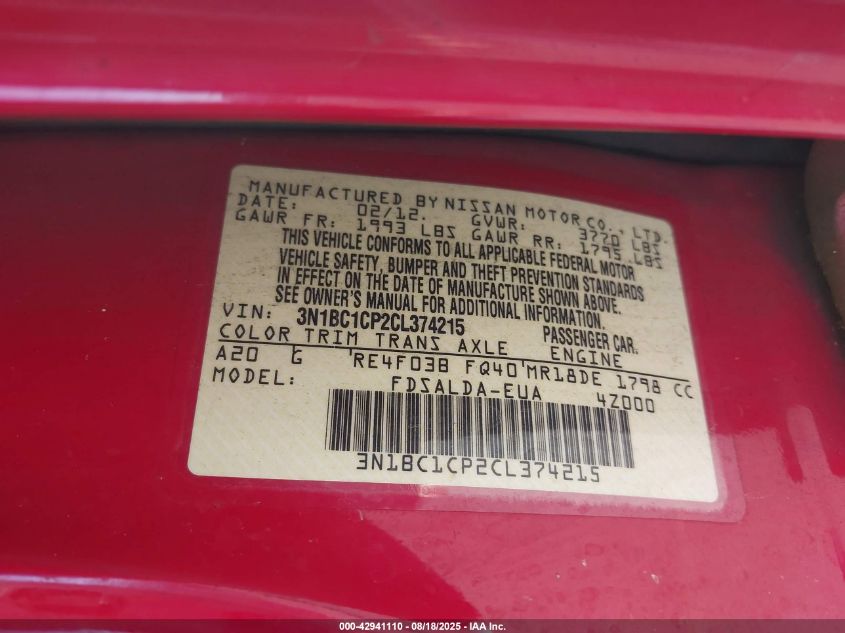 MANUFACTURED BY NISSAN MOTOR CO., LTD.
DATE: 02/12. GVWR: 3770 LBS
GAWR FR: 1993 LBS GAWR RR: 1795 LBS
THIS VEHICLE CONFORMS TO ALL APPLICABLE FEDERAL MOTOR
VEHICLE SAFETY, BUMPER AND THEFT PREVENTION STANDARDS
IN EFFECT ON THE DATE OF MANUFACTURE SHOWN ABOVE.
SEE OWNER'S MANUAL FOR ADDITIONAL INFORMATION.
VIN: 3N1BC1CP2CL374215 PASSENGER CAR.
COLOR TRIM TRANS AXLE ENGINE
A20 G RE4F03B FQ40 MR18DE 1798 CC
MODEL: FDSALDA-EUA 4Z000
3N1BC1CP2CL374215
000-42941110 - 08/18/2025 - IAA Inc.